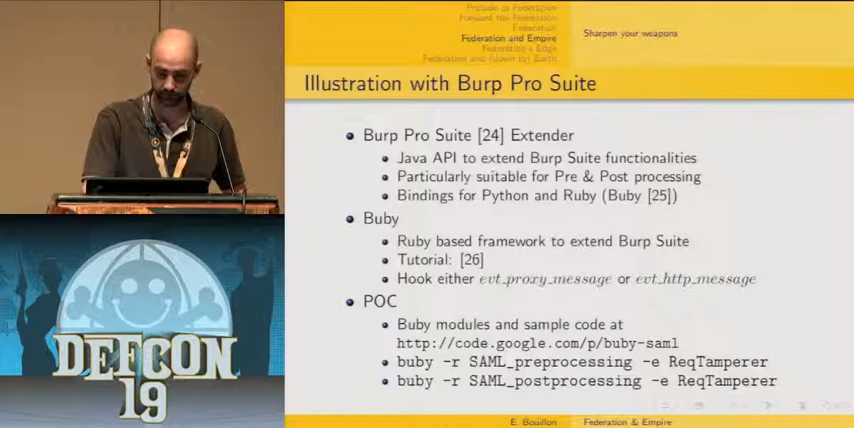 Prelude to Federation
Forward the Federation
Federation
Federation and Empire
Federation's Edge
Federation and (down to) Earth
Sharpen your weapons
Illustration with Burp Pro Suite
Burp Pro Suite [24] Extender
Java API to extend Burp Suite functionalities
Particularly suitable for Pre & Post processing
Bindings for Python and Ruby (Buby [25])
Buby
Ruby based framework to extend Burp Suite
Tutorial: [26]
Hook either evt_proxy_message or evt_http_message
POC
Buby modules and sample code at
http://code.google.com/p/buby-saml
buby -r SAML_preprocessing -e ReqTamperer
buby -r SAML_postprocessing -e ReqTamperer
E. Bouillon
Federation & Empire
DEFCON
19